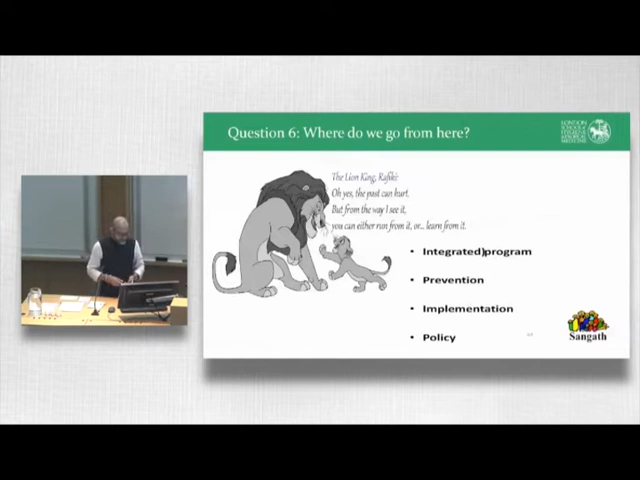 Question 6: Where do we go from here?
LONDON
SCHOOL of
HYGIENE
& TROPICAL
MEDICINE
The Lion King, Rafiki:
Oh yes, the past can hurt.
But from the way I see it,
you can either run from it, or... learn from it.
• Integrated)program
• Prevention
• Implementation
• Policy
Sangath